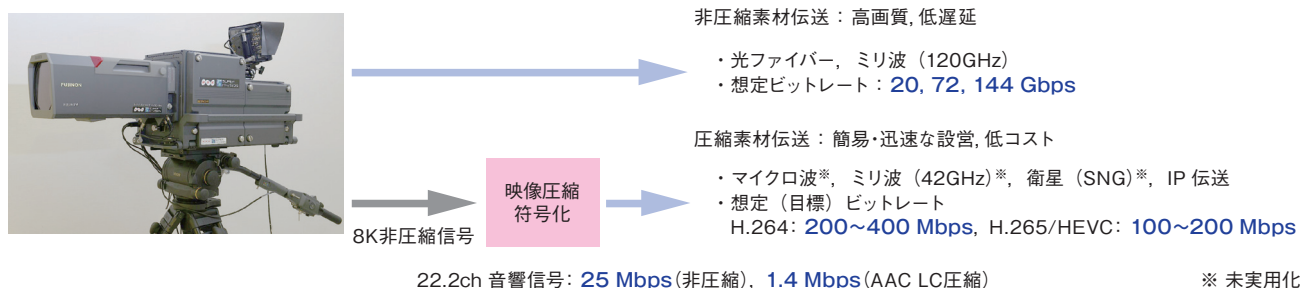 非圧縮素材伝送：高画質，低遅延
・光ファイバー，ミリ波（120GHz）
・想定ビットレート：20, 72, 144 Gbps
圧縮素材伝送：簡易・迅速な設営，低コスト
・マイクロ波※，ミリ波（42GHz）※，衛星（SNG）※，IP 伝送
・想定（目標）ビットレート
H.264：200～400 Mbps，H.265/HEVC：100～200 Mbps
映像圧縮
符号化
8K非圧縮信号
22.2ch 音響信号：25 Mbps（非圧縮），1.4 Mbps（AAC LC圧縮）
※ 未実用化